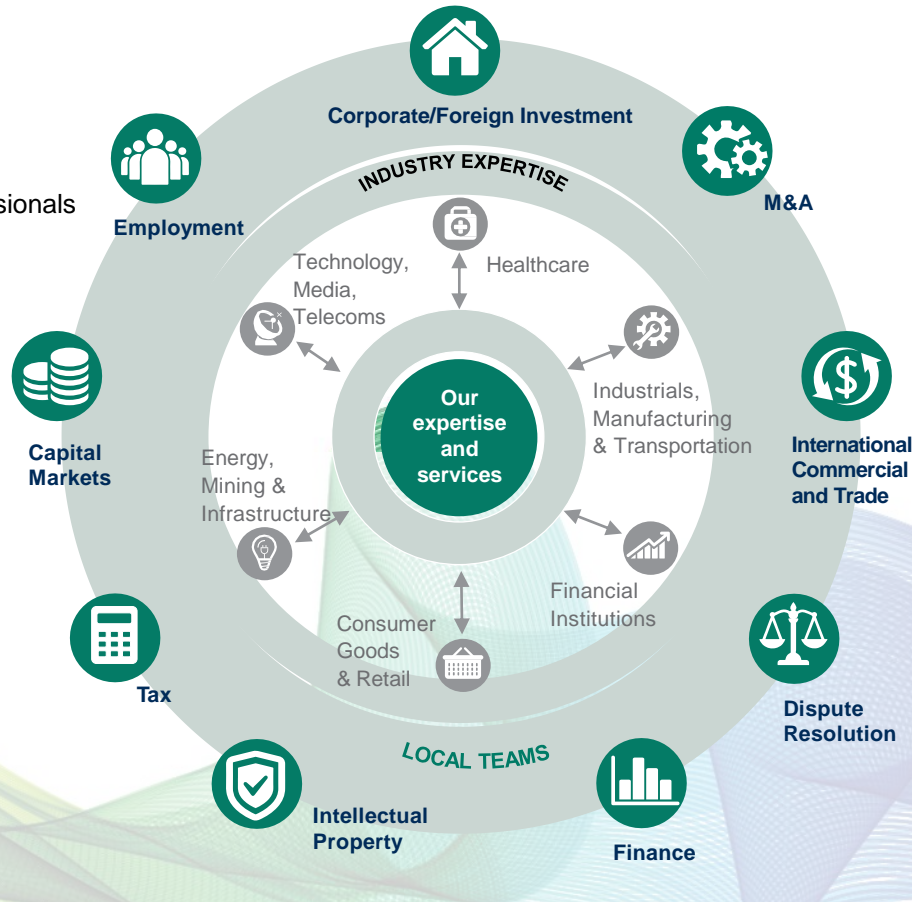 Corporate/Foreign Investment
INDUSTRY EXPERTISE
M&A
sionals
Employment
Technology,
Media,
Telecoms
Healthcare
Industrials,
Manufacturing
& Transportation
Our
expertise
and
services
Capital
Markets
International
Commercial
and Trade
Energy,
Mining &
Infrastructure
Financial
Institutions
Consumer
Goods
& Retail
Tax
Dispute
Resolution
LOCAL TEAMS
Intellectual
Property
Finance